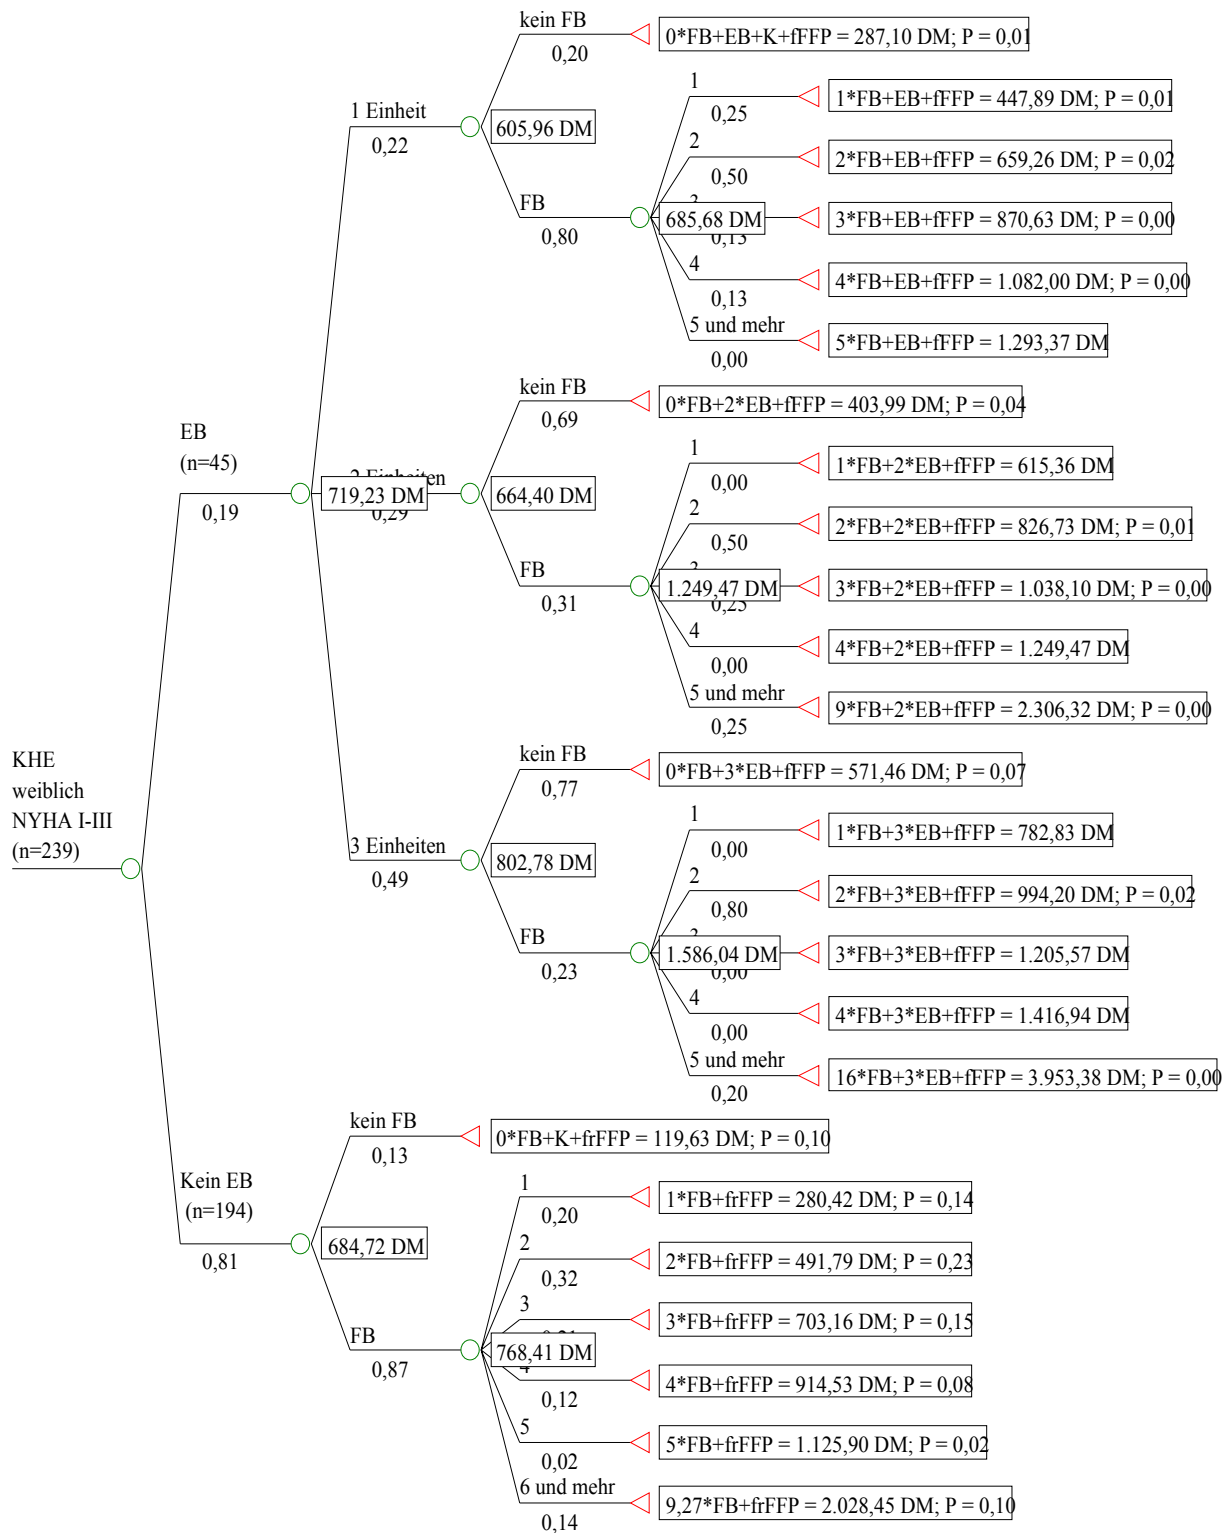 kein FB
0,20
0*FB+EB+K+fFFP = 287,10 DM; P = 0,01
1 Einheit
0,22
605,96 DM
1
0,25
1*FB+EB+fFFP = 447,89 DM; P = 0,01
2
0,50
2*FB+EB+fFFP = 659,26 DM; P = 0,02
FB
0,80
685,68 DM
0,13
3*FB+EB+fFFP = 870,63 DM; P = 0,00
4
0,13
4*FB+EB+fFFP = 1.082,00 DM; P = 0,00
5 und mehr
0,00
5*FB+EB+fFFP = 1.293,37 DM
kein FB
0,69
0*FB+2*EB+fFFP = 403,99 DM; P = 0,04
EB
(n=45)
0,19
719,23 DM
2 Einheiten
0,29
664,40 DM
1
0,00
1*FB+2*EB+fFFP = 615,36 DM
2
0,50
2*FB+2*EB+fFFP = 826,73 DM; P = 0,01
FB
0,31
1.249,47 DM
0,25
3*FB+2*EB+fFFP = 1.038,10 DM; P = 0,00
4
0,00
4*FB+2*EB+fFFP = 1.249,47 DM
5 und mehr
0,25
9*FB+2*EB+fFFP = 2.306,32 DM; P = 0,00
KHE
weiblich
NYHA I-III
(n=239)
kein FB
0,77
0*FB+3*EB+fFFP = 571,46 DM; P = 0,07
3 Einheiten
0,49
802,78 DM
1
0,00
1*FB+3*EB+fFFP = 782,83 DM
2
0,80
2*FB+3*EB+fFFP = 994,20 DM; P = 0,02
FB
0,23
1.586,04 DM
0,00
3*FB+3*EB+fFFP = 1.205,57 DM
4
0,00
4*FB+3*EB+fFFP = 1.416,94 DM
5 und mehr
0,20
16*FB+3*EB+fFFP = 3.953,38 DM; P = 0,00
kein FB
0,13
0*FB+K+frFFP = 119,63 DM; P = 0,10
Kein EB
(n=194)
0,81
684,72 DM
1
0,20
1*FB+frFFP = 280,42 DM; P = 0,14
2
0,32
2*FB+frFFP = 491,79 DM; P = 0,23
3
3*FB+frFFP = 703,16 DM; P = 0,15
FB
0,87
768,41 DM
4
0,12
4*FB+frFFP = 914,53 DM; P = 0,08
5
0,02
5*FB+frFFP = 1.125,90 DM; P = 0,02
6 und mehr
0,14
9,27*FB+frFFP = 2.028,45 DM; P = 0,10